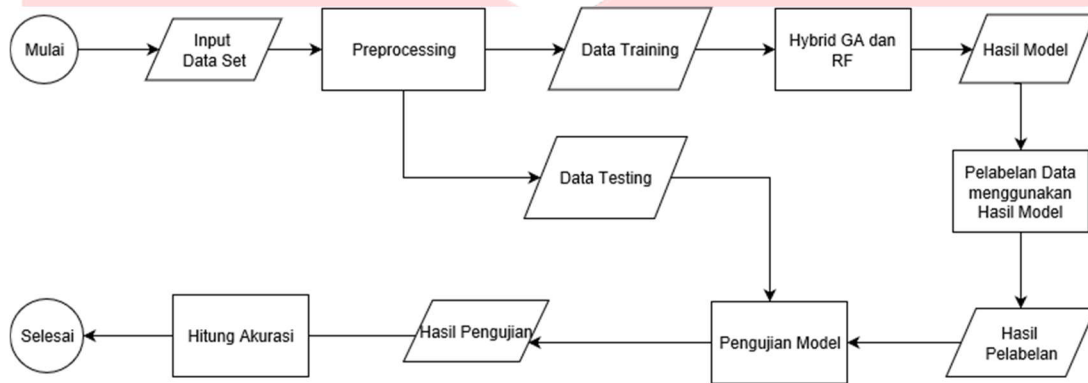 Mulai
Input
Data Set
Preprocessing
Data Training
Hybrid GA dan
RF
Hasil Model
Data Testing
Pelabelan Data
menggunakan
Hasil Model
Selesai
Hitung Akurasi
Hasil Pengujian
Pengujian Model
Hasil
Pelabelan